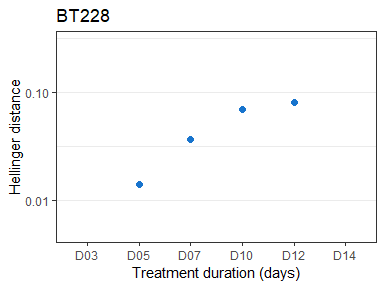 BT228
Hellinger distance
0.10
0.01
D03 D05 D07 D10 D12 D14
Treatment duration (days)